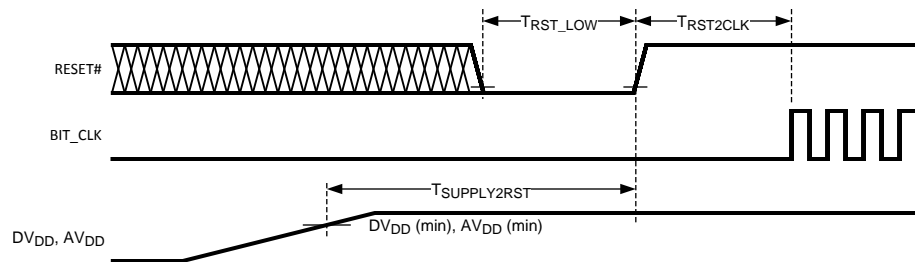 TRST_LOW TRST2CLK
RESET#
BIT_CLK
TSUPPLY2RST
DVDD (min), AVDD (min)
DVDD, AVDD